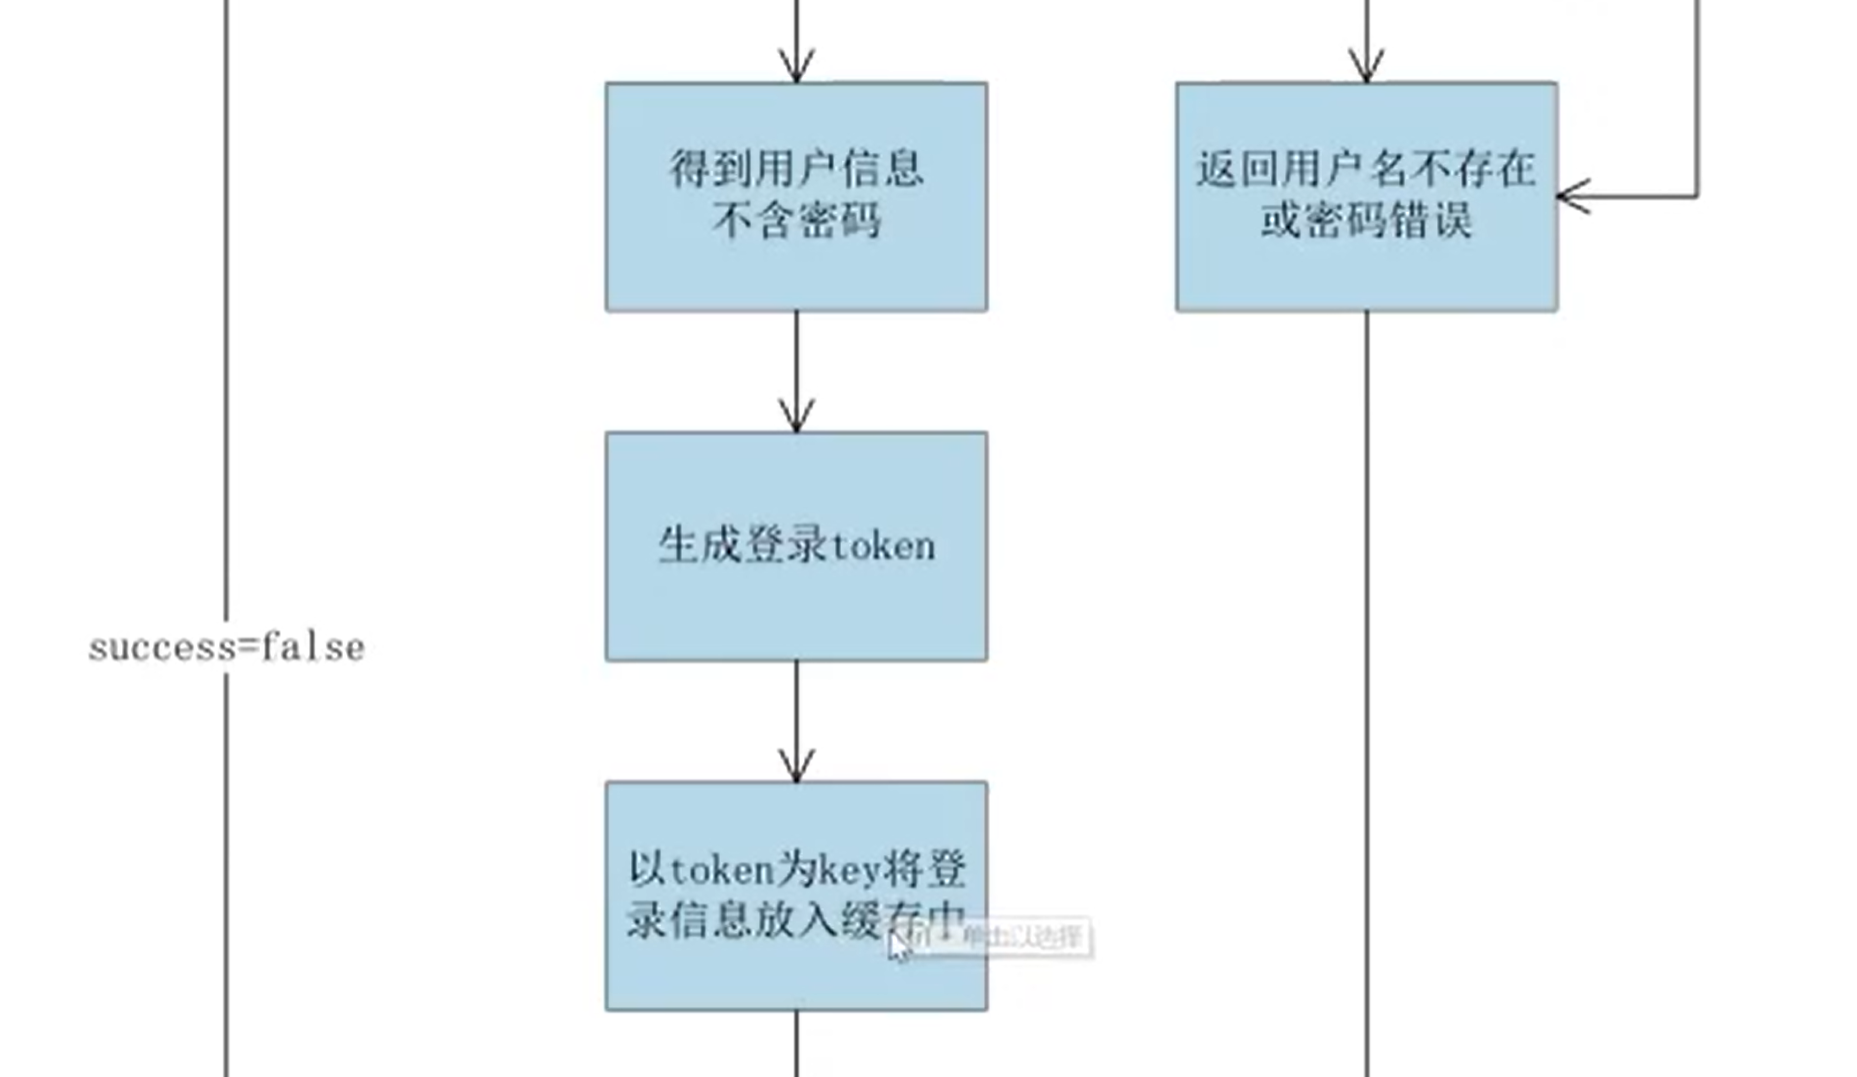 得到用户信息
不含密码
返回用户名不存在
或密码错误
生成登录token
success=false
以token为key将登
录信息放入缓存中
单击以选择